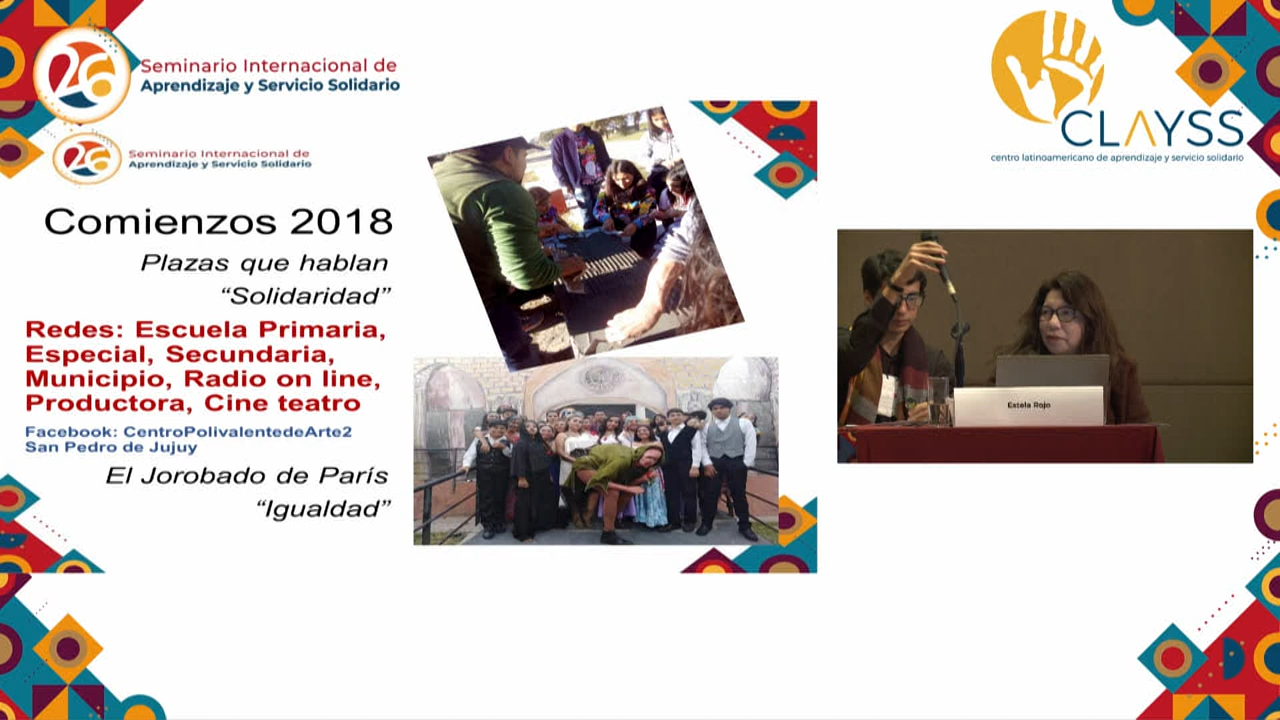 26
Seminario Internacional de
Aprendizaje y Servicio Solidario
26
Seminario Internacional de
Aprendizaje y Servicio Solidario
Comienzos 2018
Plazas que hablan
“Solidaridad”
Redes: Escuela Primaria,
Especial, Secundaria,
Municipio, Radio on line,
Productora, Cine teatro
Facebook: CentroPolivalentedeArte2
San Pedro de Jujuy
El Jorobado de París
“Igualdad”
CLAYSS
centro latinoamericano de aprendizaje y servicio solidario
Estela Rojo